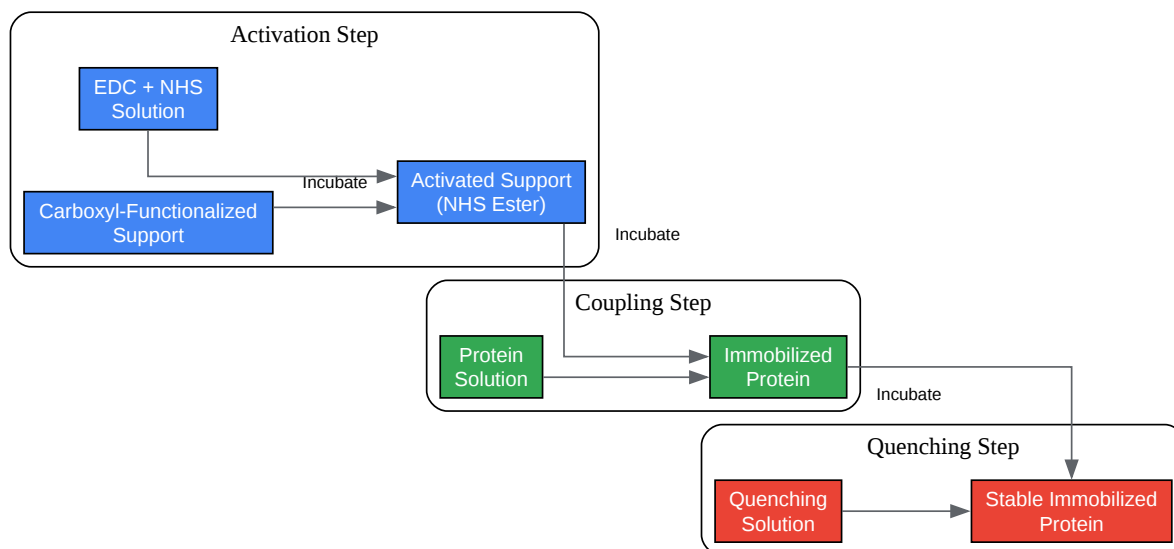 Activation Step
EDC + NHS
Solution
Incubate
Activated Support
(NHS Ester)
Carboxyl-Functionalized
Support
Incubate
Coupling Step
Protein
Solution
Immobilized
Protein
Incubate
Quenching Step
Quenching
Solution
Stable Immobilized
Protein